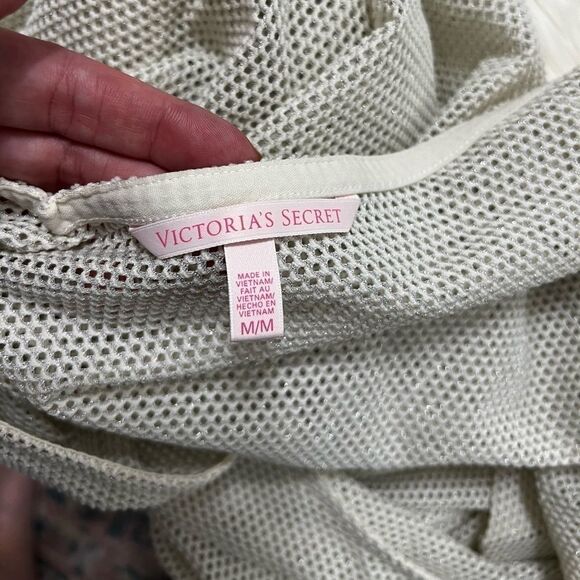 VICTORIA'S SECRET
MADE IN
VIETNAM/
FAIT AU
VIETNAM/
HECHO EN
VIETNAM
M/M